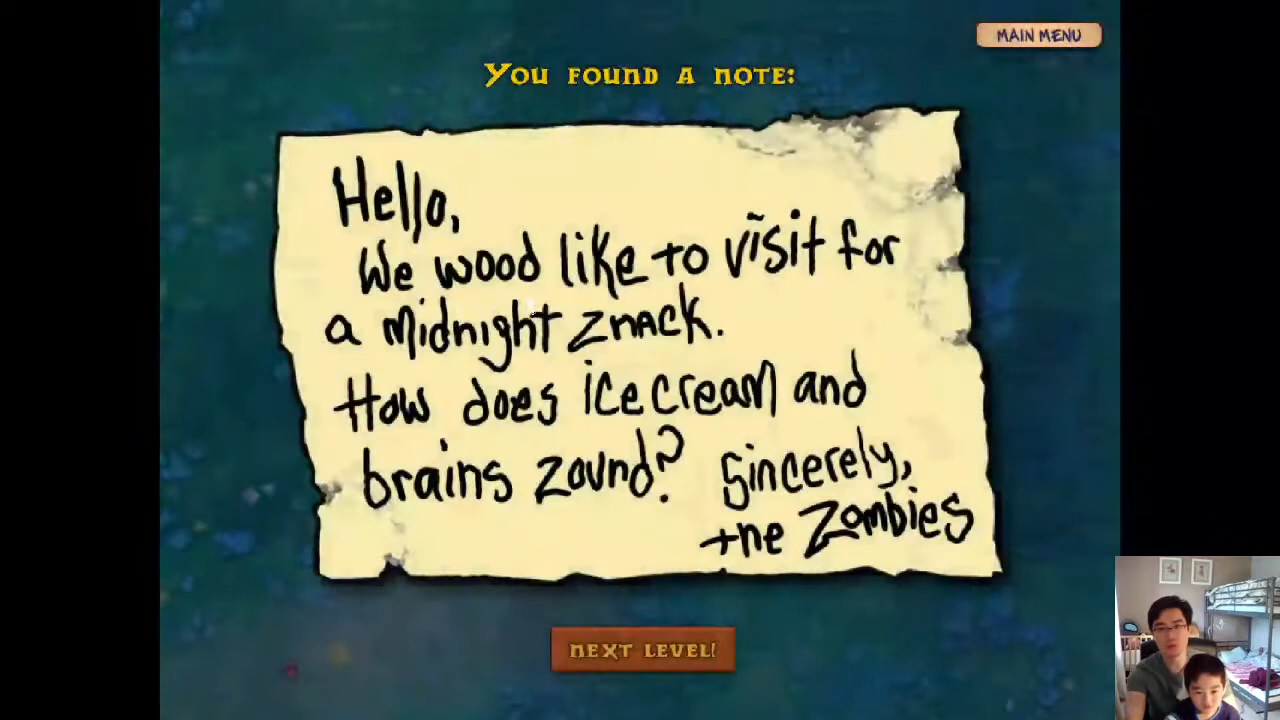 MAIN MENU
YOU FOUND A NOTE:
Hello,
We wood like to visit for
a midnight znack.
How does icecream and
brains zound? Sincerely,
the Zombies
NEXT LEVEL!